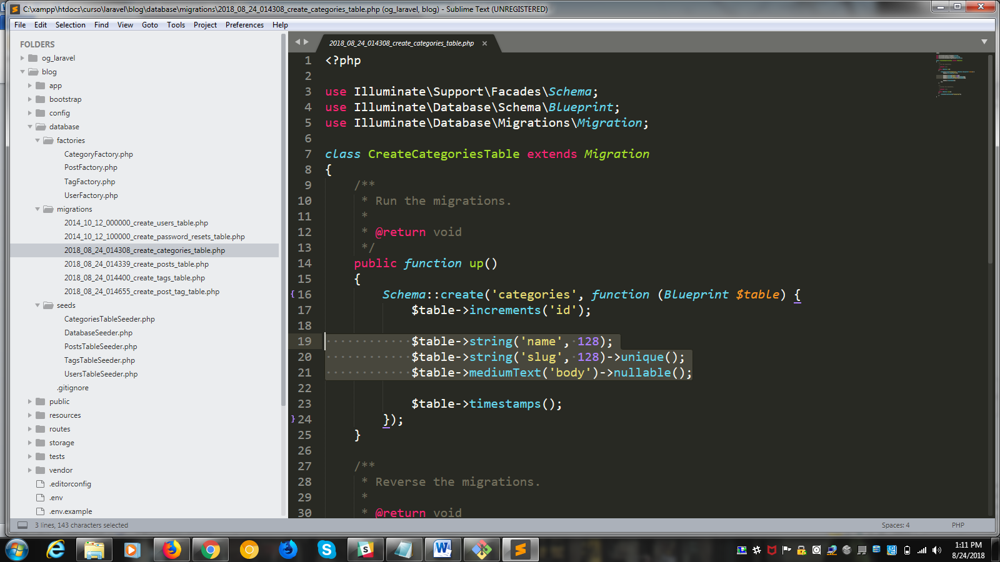 C:\xampp\htdocs\curso\laravel\blog\database\migrations\2018_08_24_014308_create_categories_table.php (og_laravel, blog) - Sublime Text (UNREGISTERED)
File Edit Selection Find View Goto Tools Project Preferences Help
FOLDERS
og_laravel
blog
app
bootstrap
config
database
factories
CategoryFactory.php
PostFactory.php
TagFactory.php
UserFactory.php
migrations
2014_10_12_000000_create_users_table.php
2014_10_12_100000_create_password_resets_table.php
2018_08_24_014308_create_categories_table.php
2018_08_24_014339_create_posts_table.php
2018_08_24_014400_create_tags_table.php
2018_08_24_014655_create_post_tag_table.php
seeds
CategoriesTableSeeder.php
DatabaseSeeder.php
PostsTableSeeder.php
TagsTableSeeder.php
UsersTableSeeder.php
.gitignore
public
resources
routes
storage
tests
vendor
.editorconfig
.env
.env.example
2018_08_24_014308_create_categories_table.php ×
1 <?php
2
3 use Illuminate\Support\Facades\Schema;
4 use Illuminate\Database\Schema\Blueprint;
5 use Illuminate\Database\Migrations\Migration;
6
7 class CreateCategoriesTable extends Migration
8 {
9 /**
10 * Run the migrations.
11 *
12 * @return void
13 */
14 public function up()
15 {
{ 16 Schema::create('categories', function (Blueprint $table) {
17 $table->increments('id');
18
19 $table->string('name', 128);
20 $table->string('slug', 128)->unique();
21 $table->mediumText('body')->nullable();
22
23 $table->timestamps();
} 24 });
25 }
26
27 /**
28 * Reverse the migrations.
29 *
30 * @return void
3 lines, 143 characters selected
Spaces: 4 PHP
1:11 PM
8/24/2018